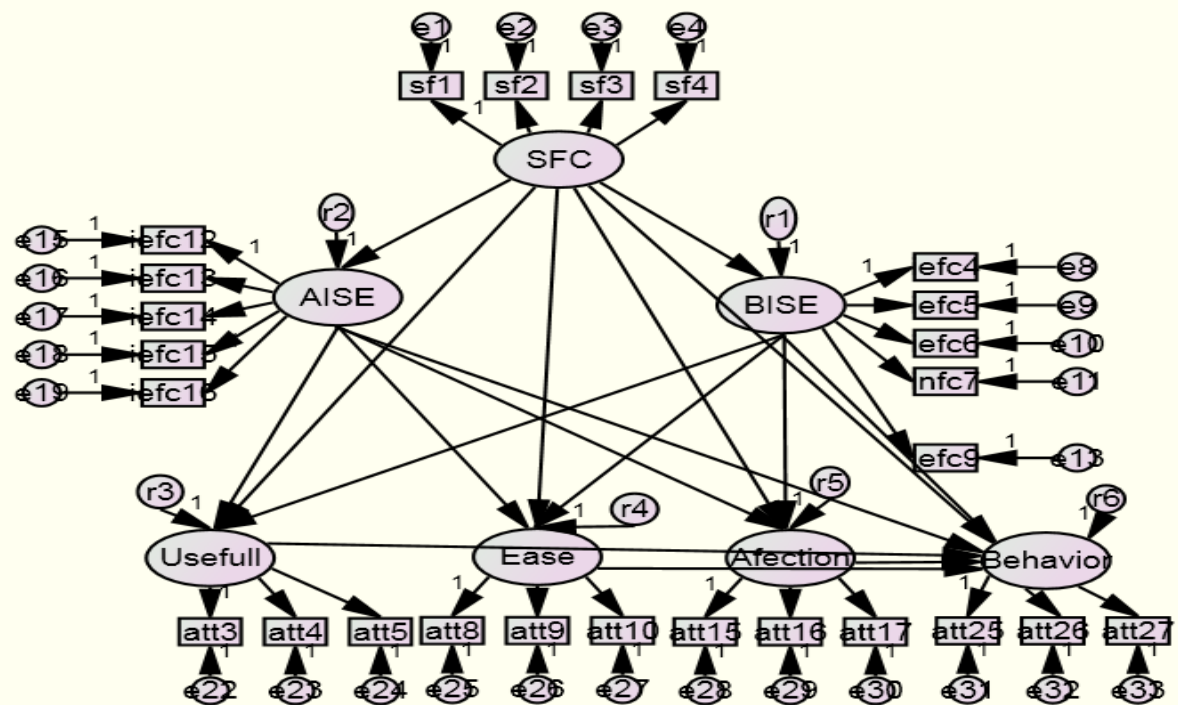 e1 e2 e3 e4
1 1 1 1
sf1 sf2 sf3 sf4
1
SFC
r2 r1
1 1
e15 1 iefc12 1
e16 1 iefc13
e17 1 iefc14
e18 1 iefc15
e19 1 iefc16
AISE
BISE
1 efc4 1 e8
efc5 1 e9
efc6 1 e10
nfc7 1 e11
efc9 1 e13
r3 r4 r5 r6
1 1 1 1
Usefull Ease Afection Behavior
1 1 1 1
att3 att4 att5 att8 att9 att10 att15 att16 att17 att25 att26 att27
1 1 1 1 1 1 1 1 1 1 1 1
e22 e23 e24 e25 e26 e27 e28 e29 e30 e31 e32 e33